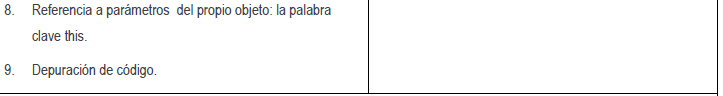 8. Referencia a parámetros del propio objeto: la palabra
clave this.
9. Depuración de código.